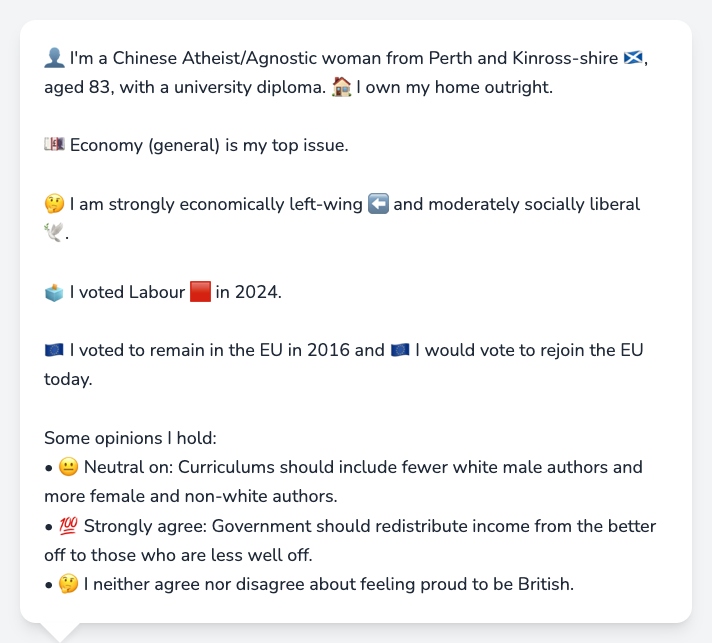 👤 I'm a Chinese Atheist/Agnostic woman from Perth and Kinross-shire 🏴󠁧󠁢󠁳󠁣󠁴󠁿,
aged 83, with a university diploma. 🏠 I own my home outright.
💷 Economy (general) is my top issue.
🤔 I am strongly economically left-wing ⬅️ and moderately socially liberal
🕊️.
🗳️ I voted Labour 🟥 in 2024.
🇪🇺 I voted to remain in the EU in 2016 and 🇪🇺 I would vote to rejoin the EU
today.
Some opinions I hold:
• 😐 Neutral on: Curriculums should include fewer white male authors and
more female and non-white authors.
• 💯 Strongly agree: Government should redistribute income from the better
off to those who are less well off.
• 🤔 I neither agree nor disagree about feeling proud to be British.